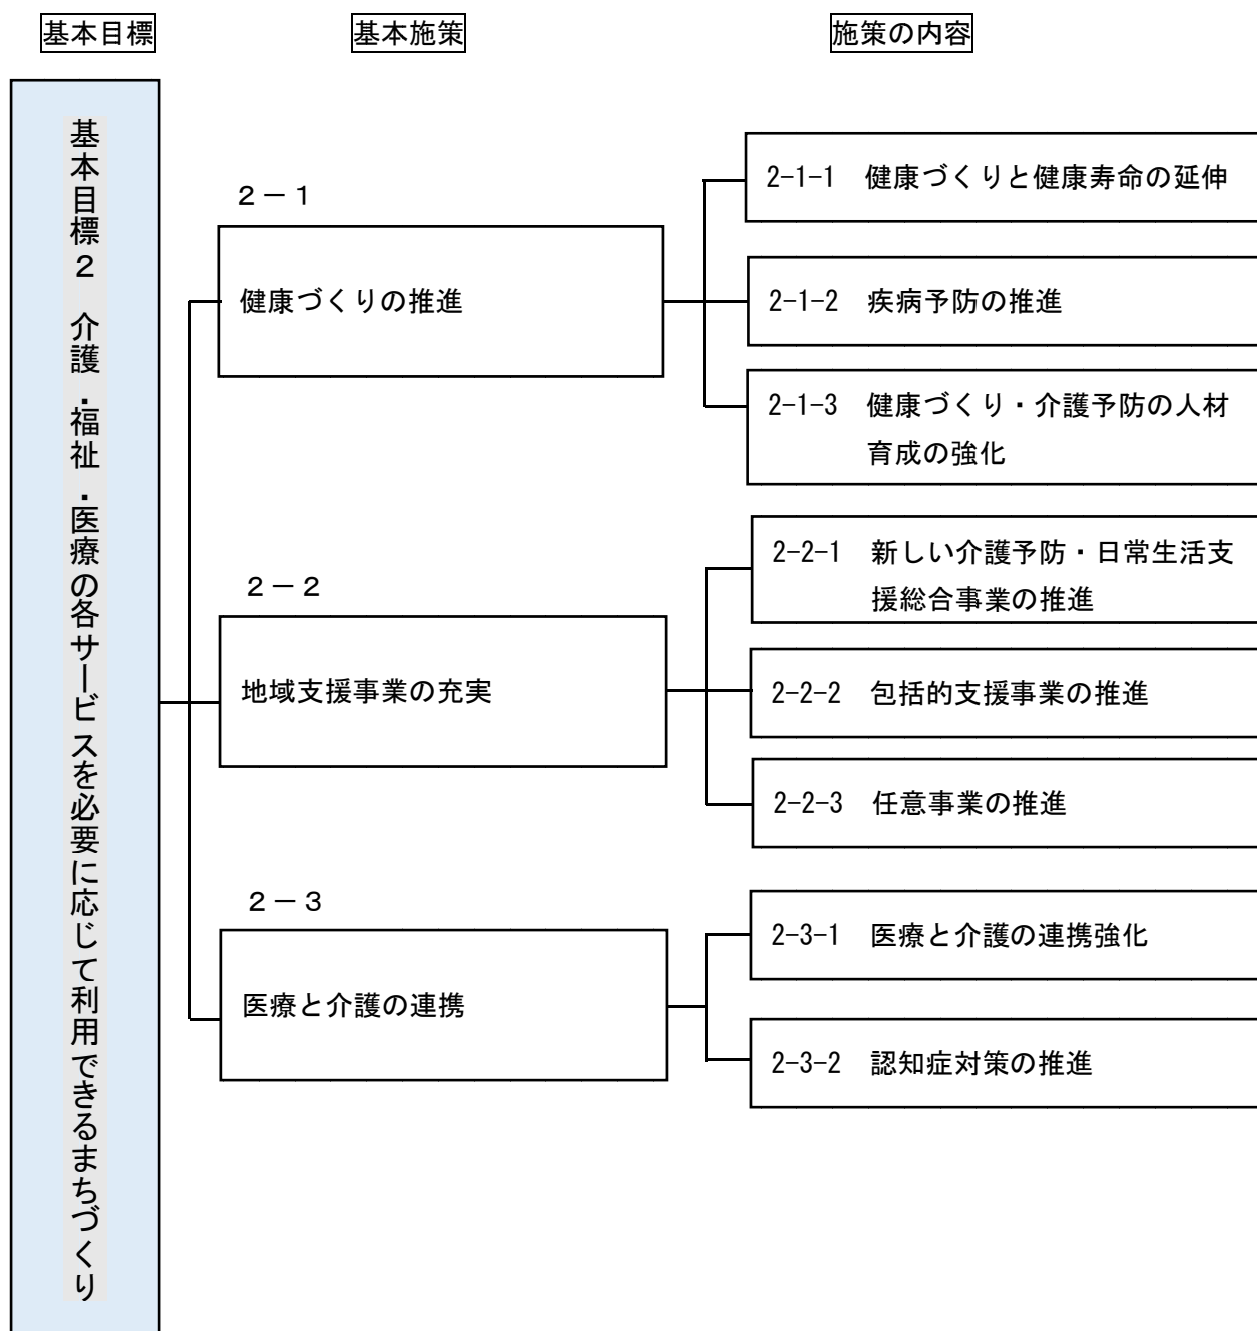 基本目標
基本施策
施策の内容
基本目標２　介護・福祉・医療の各サービスを必要に応じて利用できるまちづくり
２－１
健康づくりの推進
2-1-1　健康づくりと健康寿命の延伸
2-1-2　疾病予防の推進
2-1-3　健康づくり・介護予防の人材
育成の強化
２－２
地域支援事業の充実
2-2-1　新しい介護予防・日常生活支
援総合事業の推進
2-2-2　包括的支援事業の推進
2-2-3　任意事業の推進
２－３
医療と介護の連携
2-3-1　医療と介護の連携強化
2-3-2　認知症対策の推進